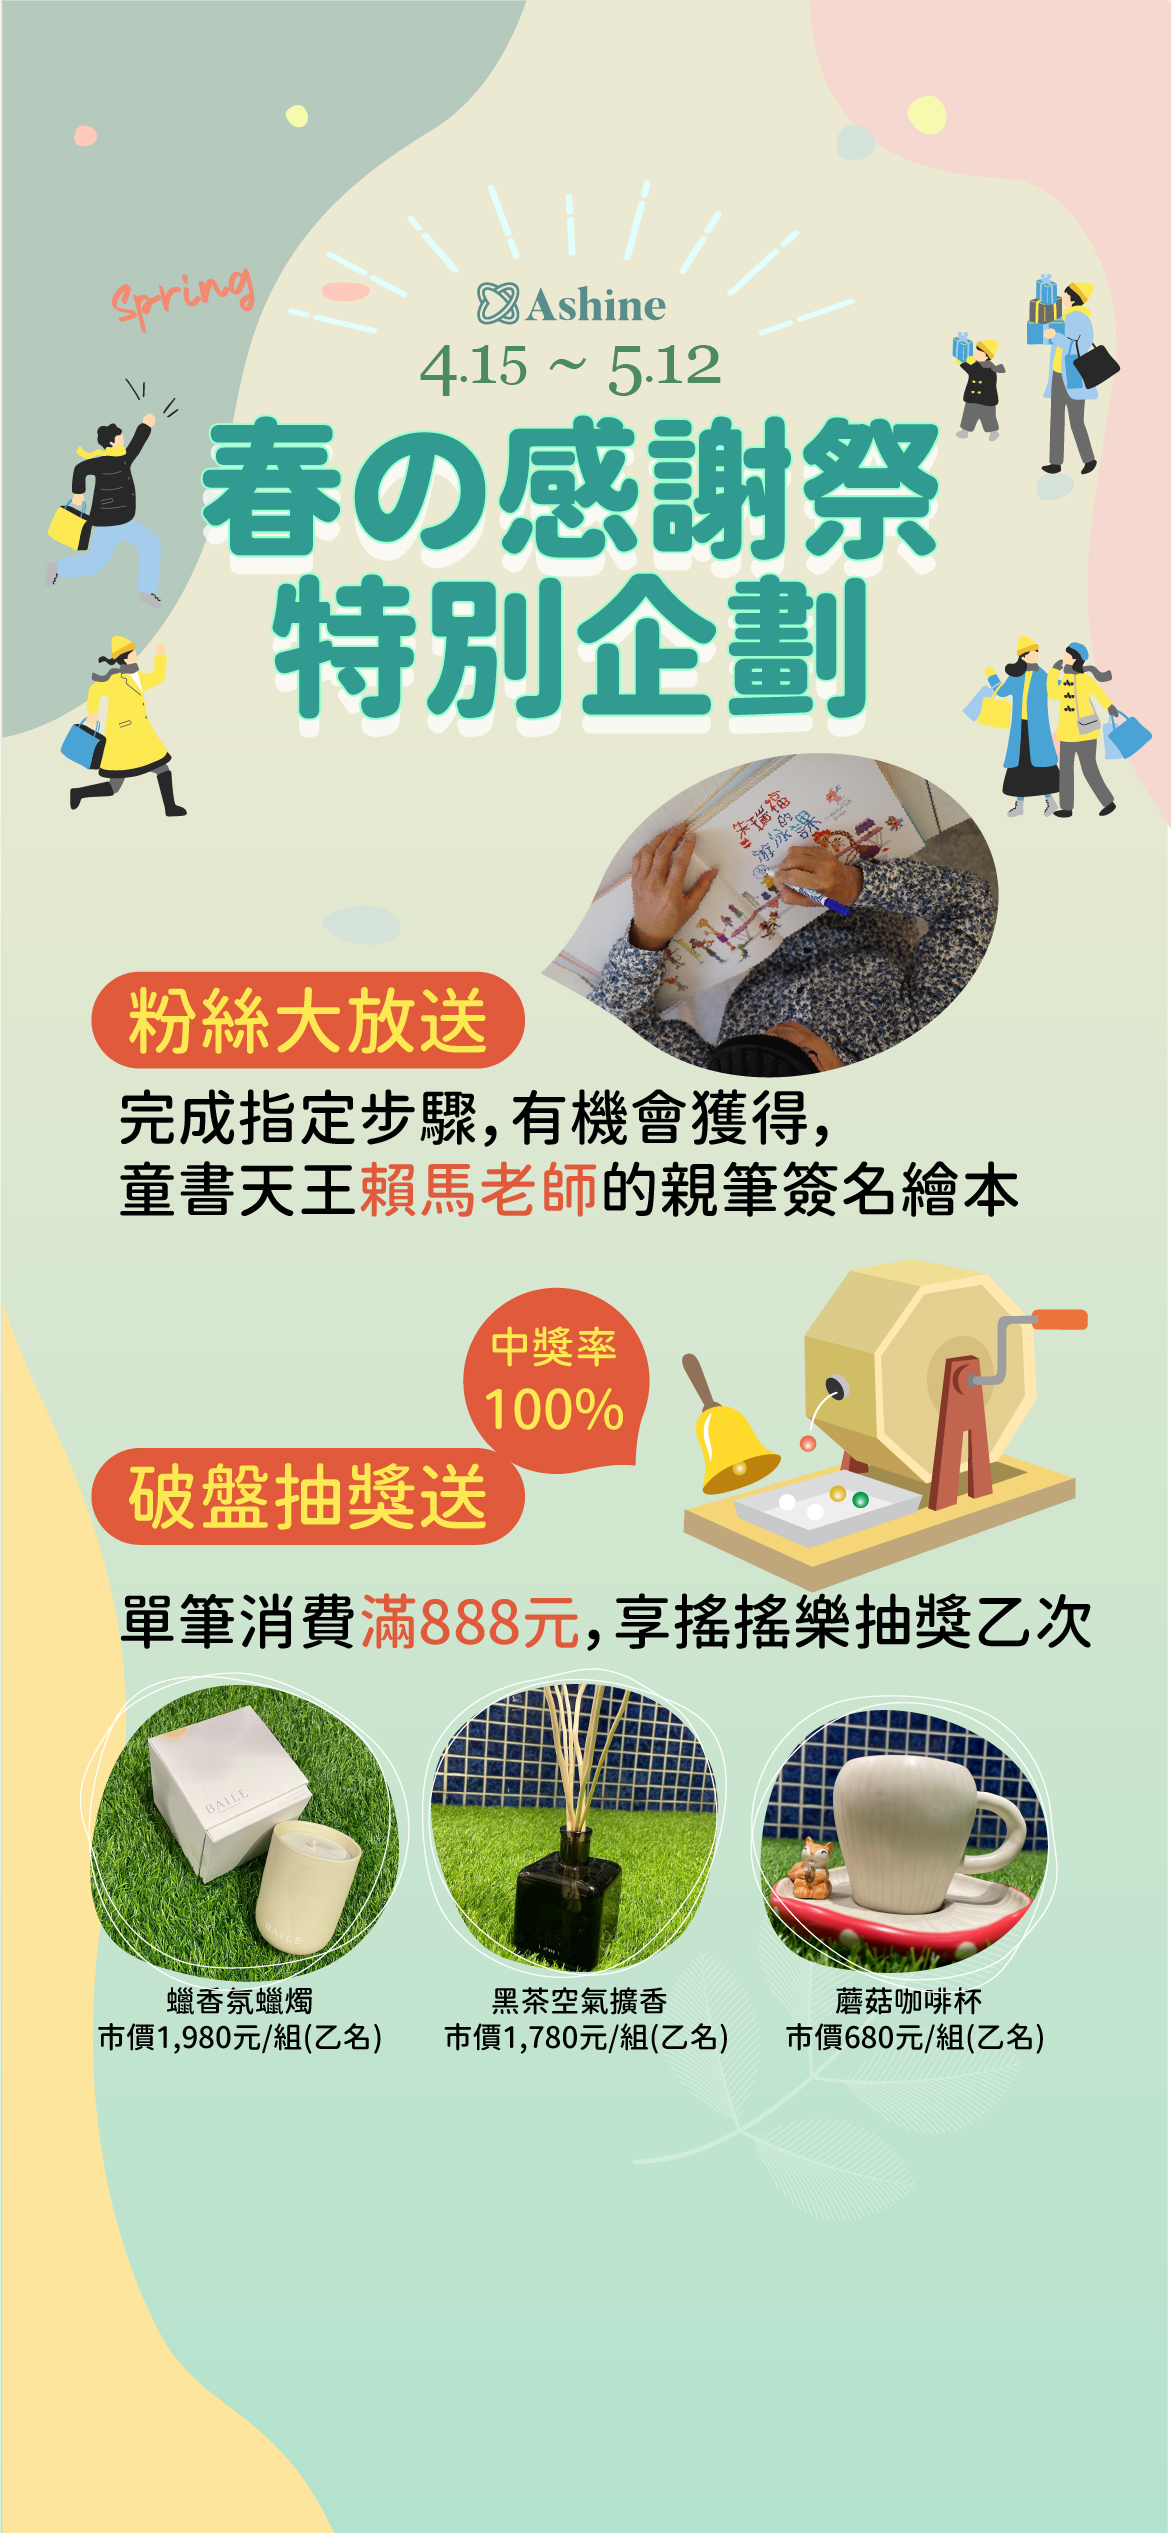 Spring
Ashine
4.15 ~ 5.12
春の感謝祭
特別企劃
朱瑞福
的
游泳課
粉絲大放送
完成指定步驟,有機會獲得,
童書天王賴馬老師的親筆簽名繪本
中獎率
100%
破盤抽獎送
單筆消費滿888元,享搖搖樂抽獎乙次
BAILE
BAILE
蠟香氛蠟燭
市價1,980元/組(乙名)
黑茶空氣擴香
市價1,780元/組(乙名)
蘑菇咖啡杯
市價680元/組(乙名)